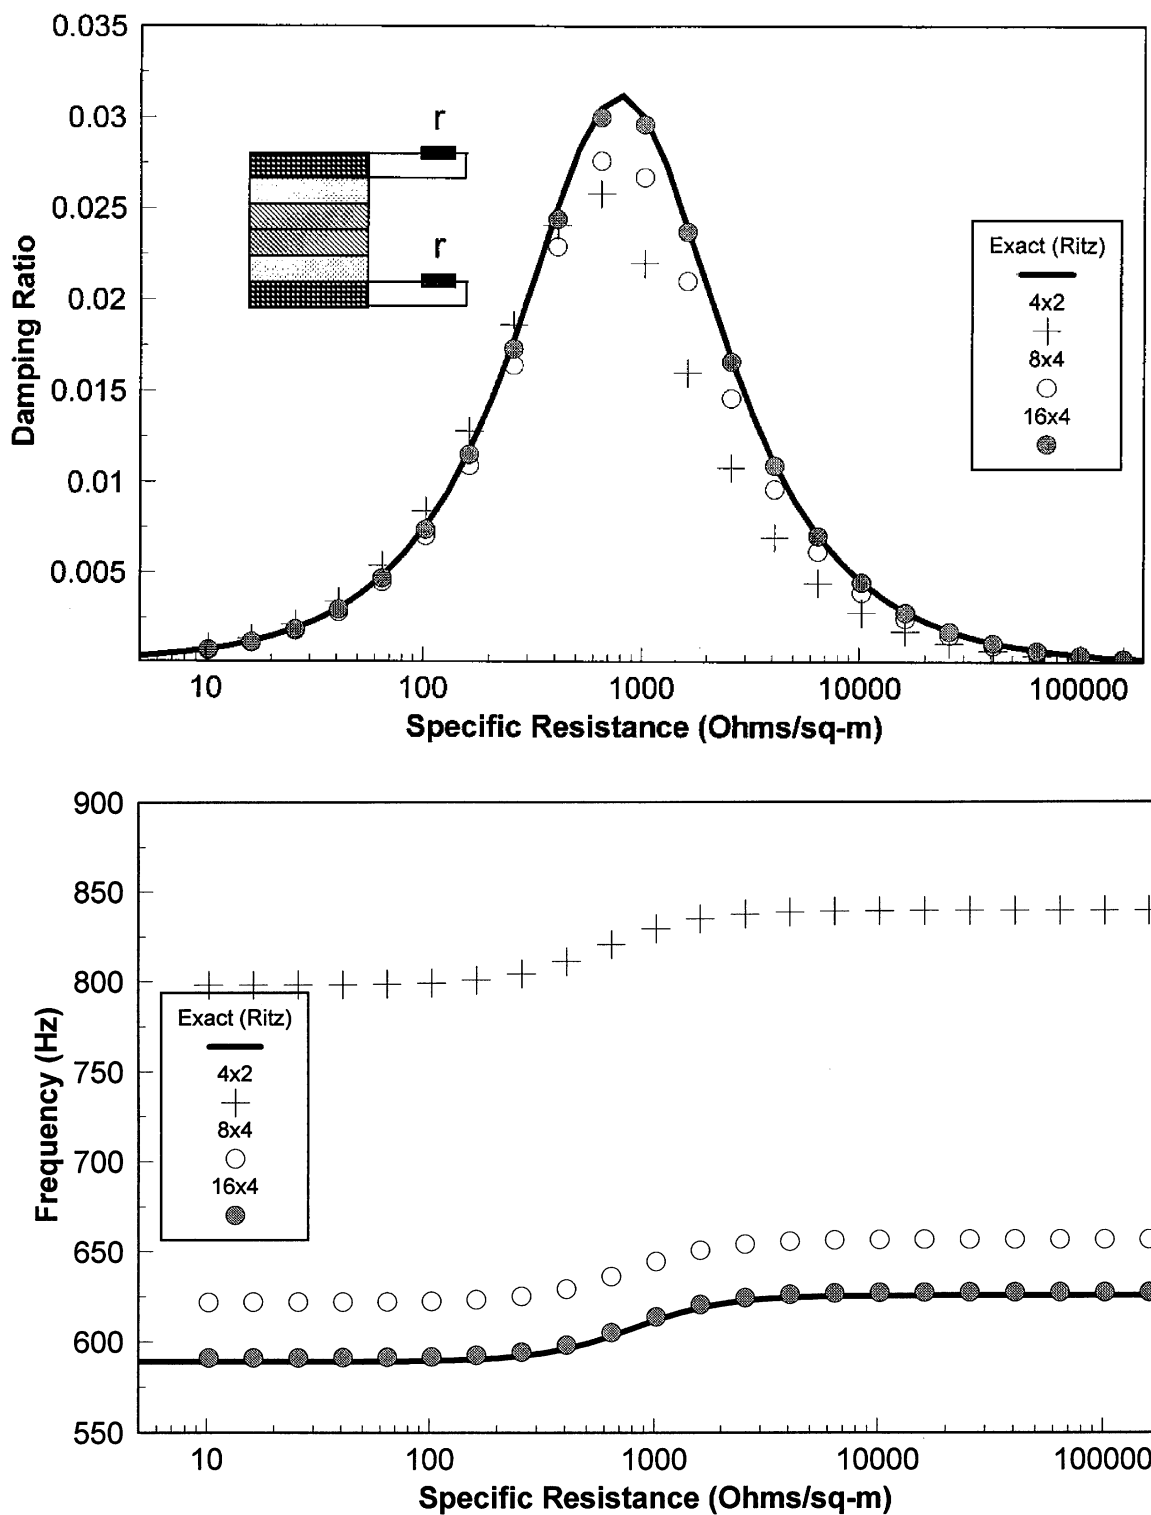 0.035
0.03
0.025
0.02
0.015
0.01
0.005
Damping Ratio
r
r
Exact (Ritz)
4x2
8x4
16x4
10 100 1000 10000 100000
Specific Resistance (Ohms/sq-m)
900
850
800
750
700
650
600
550
Frequency (Hz)
Exact (Ritz)
4x2
8x4
16x4
10 100 1000 10000 100000
Specific Resistance (Ohms/sq-m)